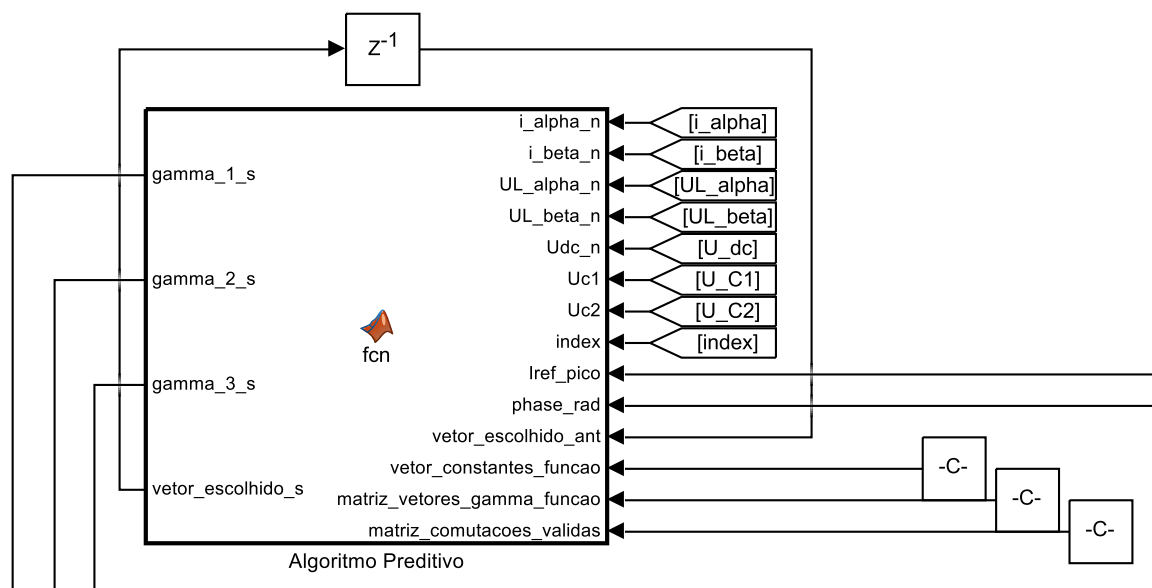 Z-1
i_alpha_n [i_alpha]
i_beta_n [i_beta]
gamma_1_s UL_alpha_n [UL_alpha]
UL_beta_n [UL_beta]
Udc_n [U_dc]
gamma_2_s Uc1 [U_C1]
Uc2 [U_C2]
index [index]
fcn
Iref_pico
gamma_3_s
phase_rad
vetor_escolhido_ant
vetor_constantes_funcao -C-
vetor_escolhido_s matriz_vetores_gamma_funcao -C-
matriz_comutacoes_validas -C-
Algoritmo Preditivo